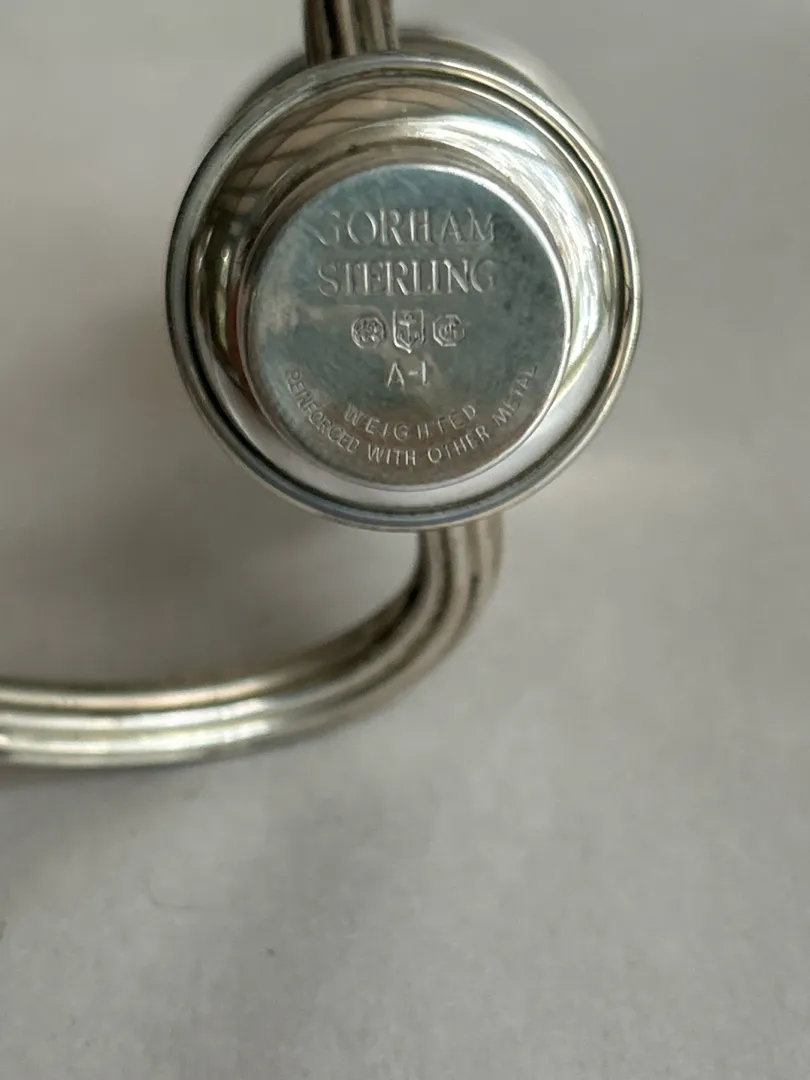 GORHAM
STERLING
A-1
WEIGHTED
REINFORCED WITH OTHER METAL